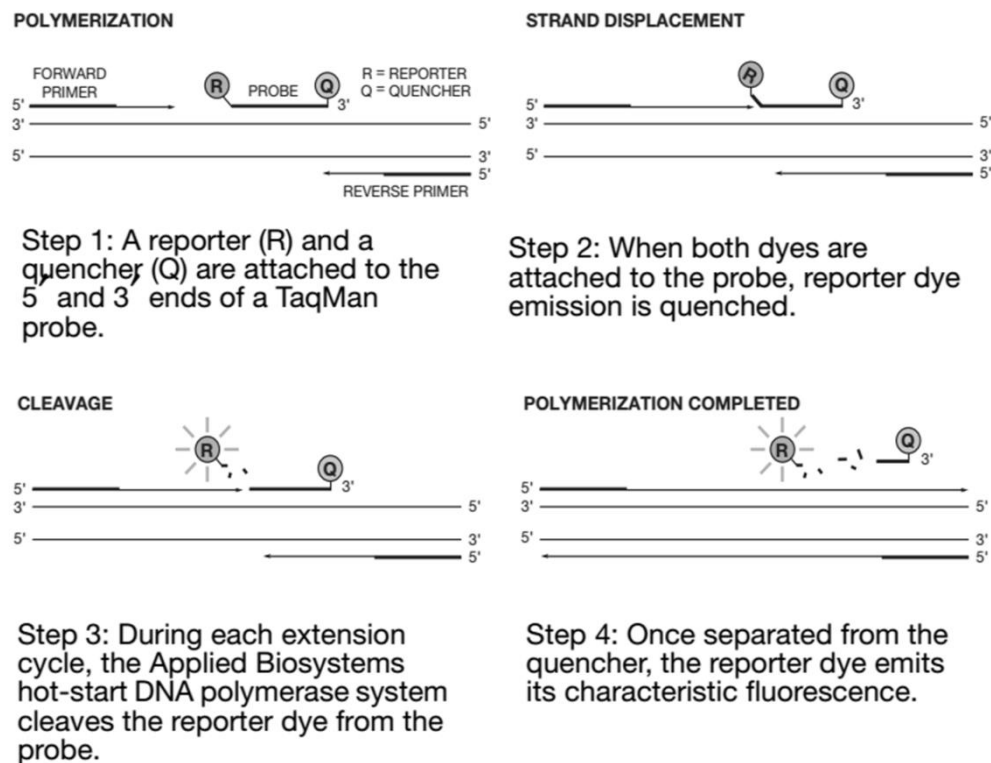 POLYMERIZATION
FORWARD
PRIMER
R
PROBE
Q
R = REPORTER
Q = QUENCHER
5'
3'
3'
5'
5'
3'
5'
REVERSE PRIMER
Step 1: A reporter (R) and a
quencher (Q) are attached to the
5′ and 3′ ends of a TaqMan
probe.
STRAND DISPLACEMENT
R
Q
5'
3'
3'
5'
5'
3'
5'
Step 2: When both dyes are
attached to the probe, reporter dye
emission is quenched.
CLEAVAGE
R
Q
5'
3'
3'
5'
5'
3'
5'
Step 3: During each extension
cycle, the Applied Biosystems
hot-start DNA polymerase system
cleaves the reporter dye from the
probe.
POLYMERIZATION COMPLETED
R
Q
3'
5'
3'
5'
5'
3'
5'
Step 4: Once separated from the
quencher, the reporter dye emits
its characteristic fluorescence.